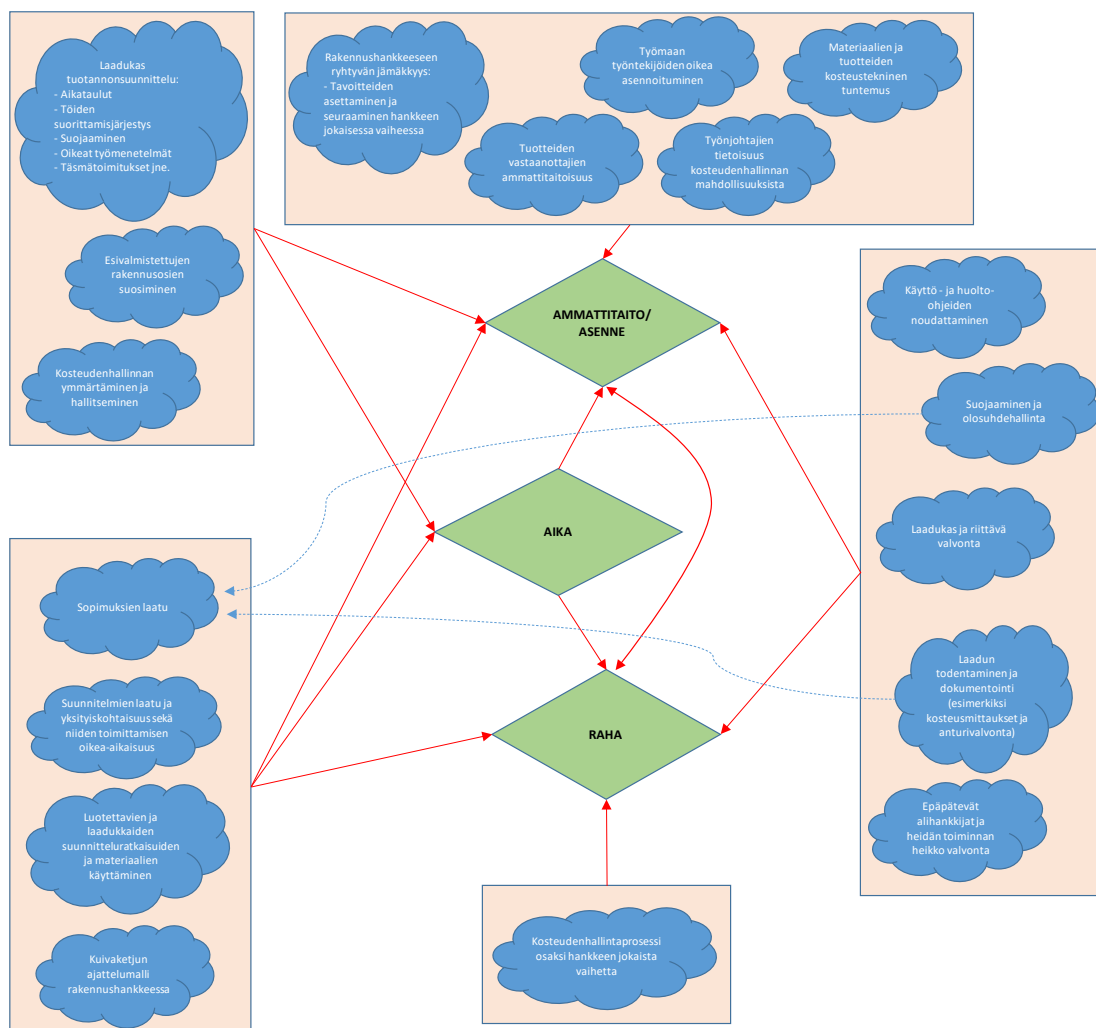 Laadukas
tuotannonsuunnittelu:
- Aikataulut
- Töiden
suorittamisjärjestys
- Suojaaminen
- Oikeat työmenetelmät
- Täsmätoimitukset jne.
Esivalmistettujen
rakennusosien
suosiminen
Kosteudenhallinnan
ymmärtäminen ja
hallitseminen
Rakennushankkeeseen
ryhtyvän jämäkkyys:
- Tavoitteiden
asettaminen ja
seuraaminen hankkeen
jokaisessa vaiheessa
Työmaan
työntekijöiden oikea
asennoituminen
Materiaalien ja
tuotteiden
kosteustekninen
tuntemus
Tuotteiden
vastaanottajien
ammattitaitoisuus
Työnjohtajien
tietoisuus
kosteudenhallinnan
mahdollisuuksista
AMMATTITAITO/
ASENNE
AIKA
RAHA
Käyttö - ja huolto-
ohjeiden
noudattaminen
Suojaaminen ja
olosuhdehallinta
Laadukas ja riittävä
valvonta
Laadun
todentaminen ja
dokumentointi
(esimerkiksi
kosteusmittaukset ja
anturivalvonta)
Epäpätevät
alihankkijat ja
heidän toiminnan
heikko valvonta
Sopimuksien laatu
Suunnitelmien laatu ja
yksityiskohtaisuus sekä
niiden toimittamisen
oikea-aikaisuus
Luotettavien ja
laadukkaiden
suunnitteluratkaisuiden
ja materiaalien
käyttäminen
Kuivaketjun
ajattelumalli
rakennushankkeessa
Kosteudenhallintaprosessi
osaksi hankkeen jokaista
vaihetta